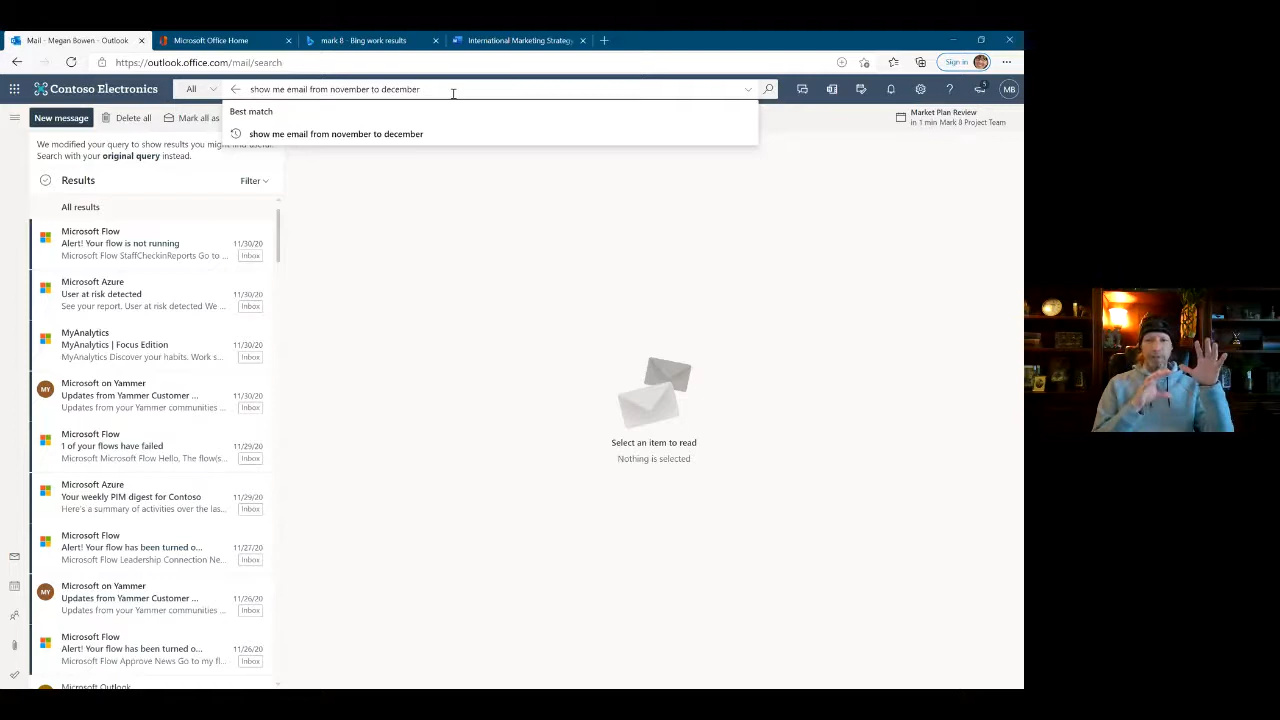 Mail - Megan Bowen - Outlook
Microsoft Office Home
mark 8 - Bing work results
International Marketing Strateg
https://outlook.office.com/mail/search
Sign in
Contoso Electronics
All
show me email from november to december
MB
Best match
show me email from november to december
New message
Delete all
Mark all as
Market Plan Review
in 1 min Mark 8 Project Team
We modified your query to show results you might find useful.
Search with your original query instead.
Results
Filter
All results
Microsoft Flow
Alert! Your flow is not running
11/30/20
Microsoft Flow StaffCheckinReports Go to ...
Inbox
Microsoft Azure
User at risk detected
11/30/20
See your report. User at risk detected We ...
Inbox
MyAnalytics
MyAnalytics | Focus Edition
11/30/20
MyAnalytics Discover your habits. Work s...
Inbox
MY
Microsoft on Yammer
Updates from Yammer Customer ...
11/30/20
Updates from your Yammer communities ...
Inbox
Microsoft Flow
1 of your flows have failed
11/29/20
Microsoft Microsoft Flow Hello, The flow(s...
Inbox
Microsoft Azure
Your weekly PIM digest for Contoso
11/29/20
Here's a summary of activities over the las...
Inbox
Microsoft Flow
Alert! Your flow has been turned o...
11/27/20
Microsoft Flow Leadership Connection Ne...
Inbox
MY
Microsoft on Yammer
Updates from Yammer Customer ...
11/26/20
Updates from your Yammer communities ...
Inbox
Microsoft Flow
Alert! Your flow has been turned o...
11/26/20
Microsoft Flow Approve News Go to my fl...
Inbox
Microsoft Outlook
Select an item to read
Nothing is selected